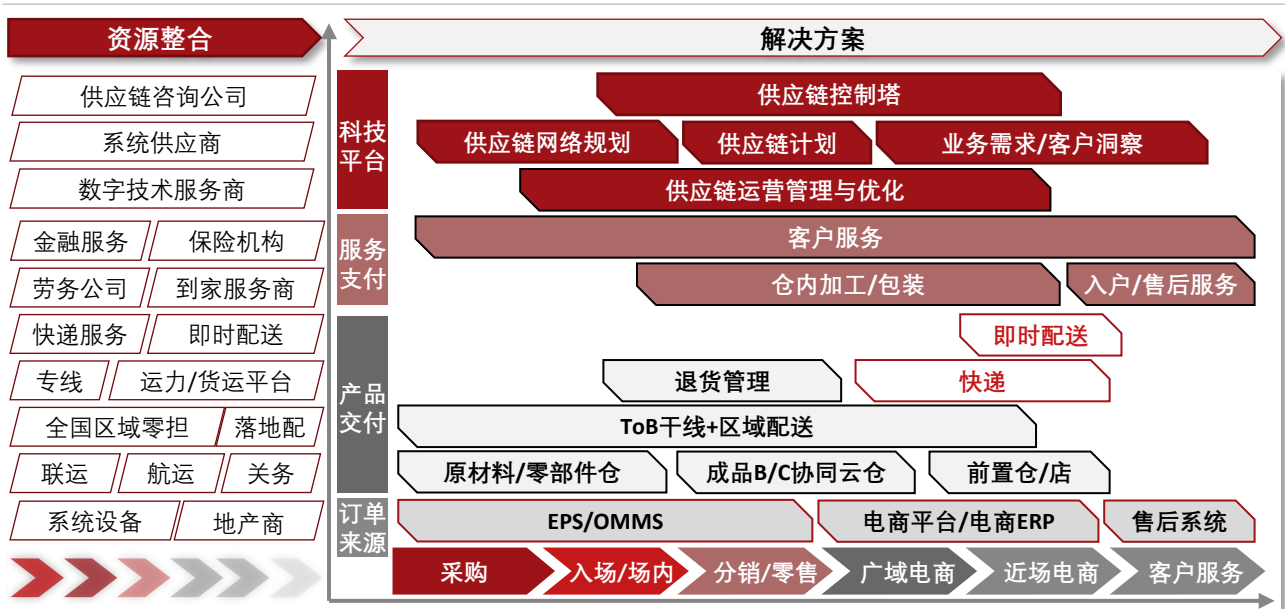 资源整合
供应链咨询公司
系统供应商
数字技术服务商
金融服务 保险机构
劳务公司 到家服务商
快递服务 即时配送
专线 运力/货运平台
全国区域零担 落地配
联运 航运 关务
系统设备 地产商
解决方案
科技
平台
供应链控制塔
供应链网络规划 供应链计划 业务需求/客户洞察
供应链运营管理与优化
服务
支付
客户服务
仓内加工/包装 入户/售后服务
产品
交付
即时配送
退货管理 快递
ToB干线+区域配送
原材料/零部件仓 成品B/C协同云仓 前置仓/店
订单
来源
EPS/OMMS 电商平台/电商ERP 售后系统
采购 入场/场内 分销/零售 广域电商 近场电商 客户服务